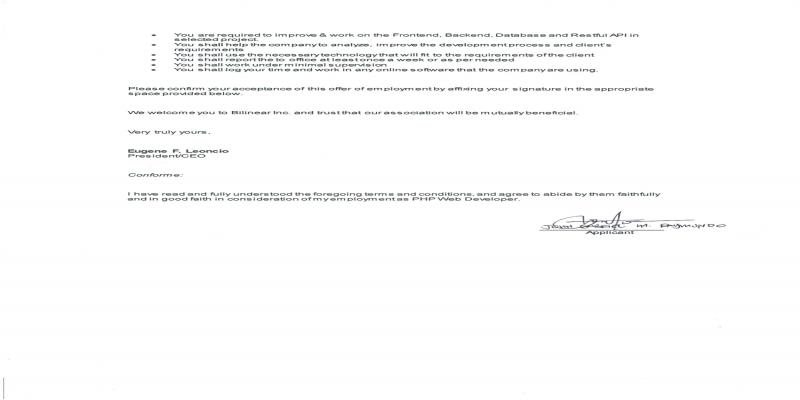 • You are required to improve & work on the Frontend, Backend, Database and Restful API in
selected project.
• You shall help the company to analyze, improve the development process and client's
requirements
• You shall use the necessary technology that will fit to the requirements of the client
• You shall report the to office at least once a week or as per needed
• You shall work under minimal supervision
• You shall log your time and work in any online software that the company are using.
Please confirm your acceptance of this offer of employment by affixing your signature in the appropriate
space provided below.
We welcome you to Bilinear Inc. and trust that our association will be mutually beneficial.
Very truly yours,
Eugene F. Leoncio
President/CEO
Conforme:
I have read and fully understood the foregoing terms and conditions, and agree to abide by them faithfully
and in good faith in consideration of my employment as PHP Web Developer.
M. RAYMUNDO
Applicant